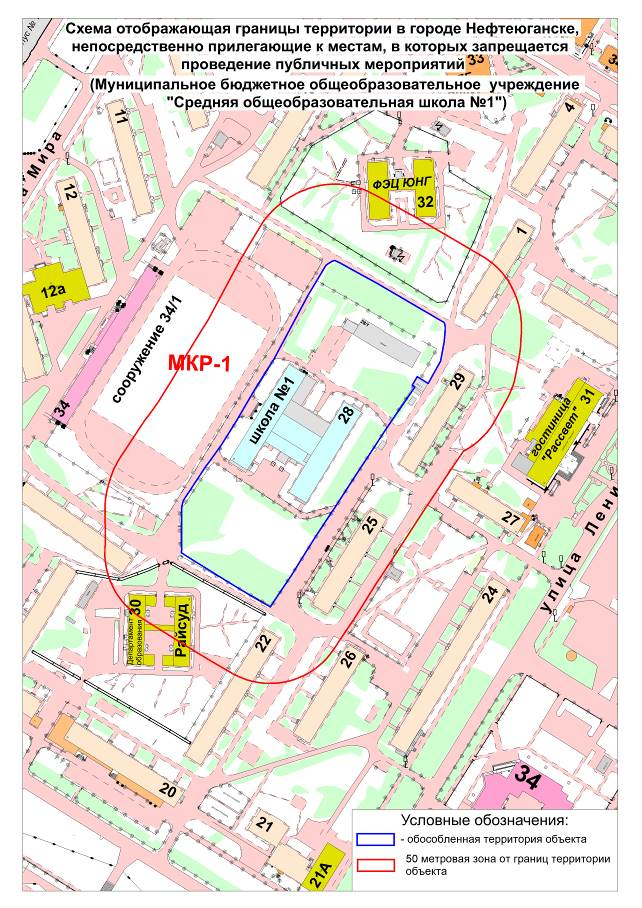 Схема отображающая границы территории в городе Нефтеюганске,
непосредственно прилегающие к местам, в которых запрещается
проведение публичных мероприятий
(Муниципальное бюджетное общеобразовательное учреждение
"Средняя общеобразовательная школа №1")
33
11
4
Мира
12
ФЭЦ ЮНГ
32
1
12а
сооружение 34/1
МКР-1
34
школа №1
28
29
гостиница
"Рассвет" 31
25
27
улица Лени
24
30
Департамент
образования
Райсуд
22
26
20
21
21А
34
Условные обозначения:
- обособленная территория объекта
50 метровая зона от границ территории
объекта